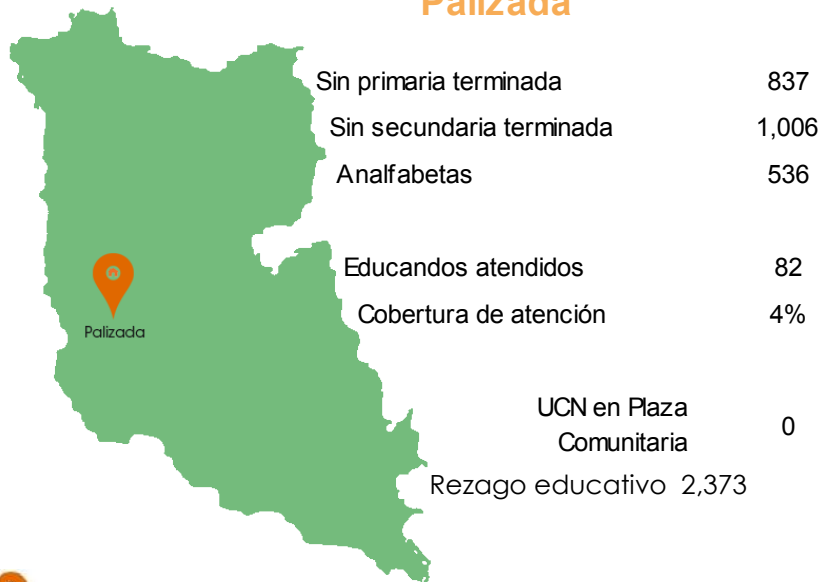 Palizada
Sin primaria terminada 837
Sin secundaria terminada 1,006
Analfabetas 536
Educandos atendidos 82
Cobertura de atención 4%
Palizada
UCN en Plaza
Comunitaria 0
Rezago educativo 2,373